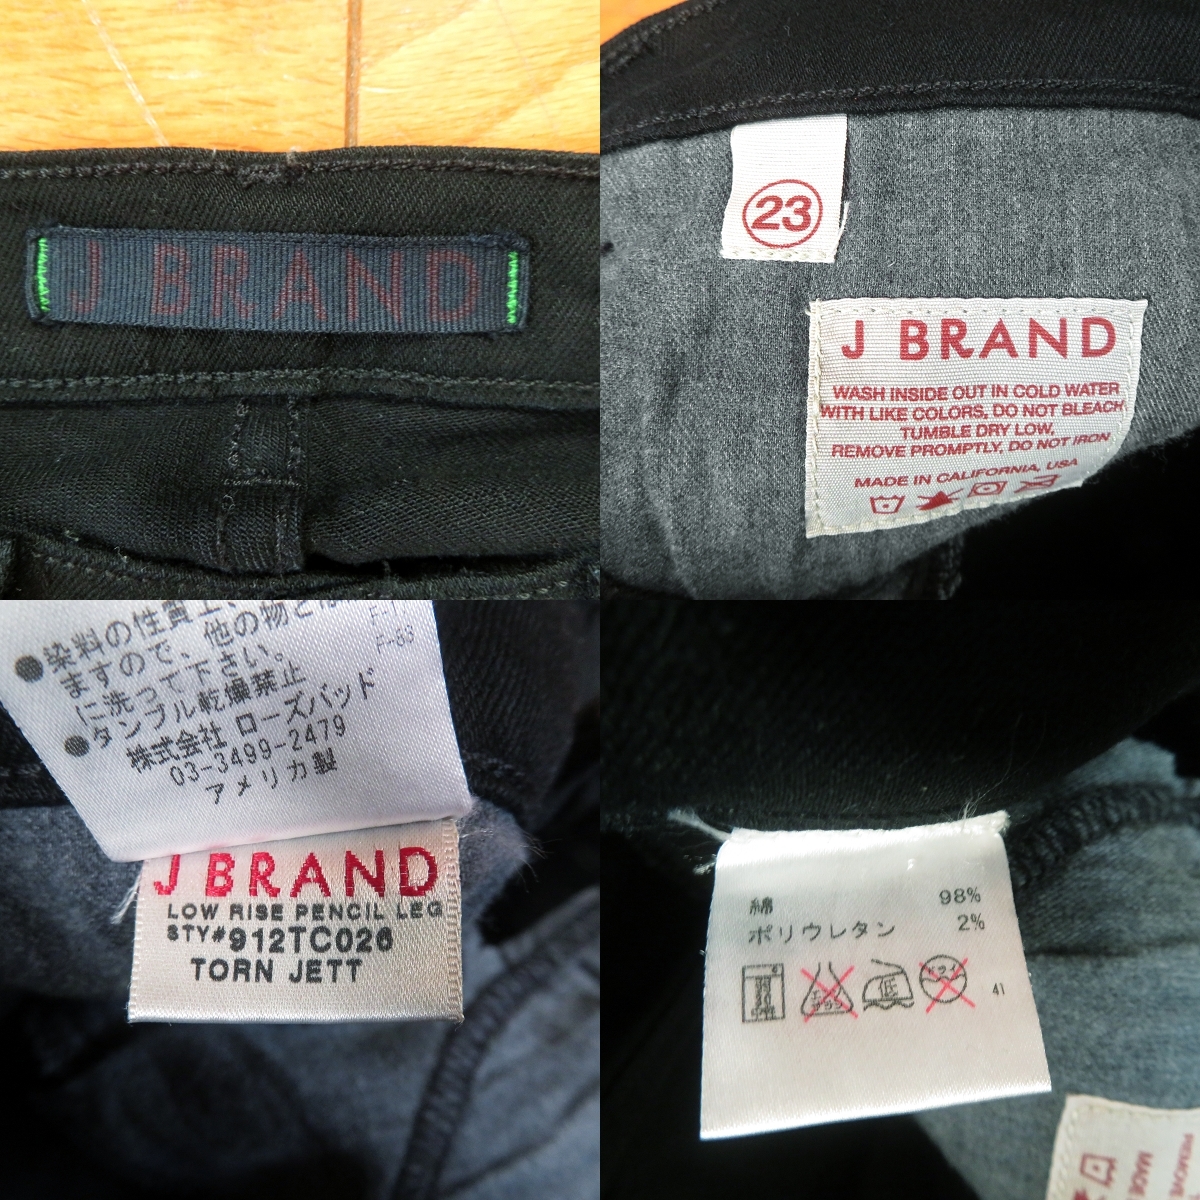 J BRAND
23
J BRAND
WASH INSIDE OUT IN COLD WATER
WITH LIKE COLORS, DO NOT BLEACH
TUMBLE DRY LOW,
REMOVE PROMPTLY, DO NOT IRON
MADE IN CALIFORNIA, USA
F-63
●染料の性質上、他の物と
ますので、
に洗って下さい。
●タンブル乾燥禁止
株式会社 ローズバッド
03-3499-2479
アメリカ製
J BRAND
LOW RISE PENCIL LEG
STY#912TC026
TORN JETT
綿 98%
ポリウレタン 2%
低
41